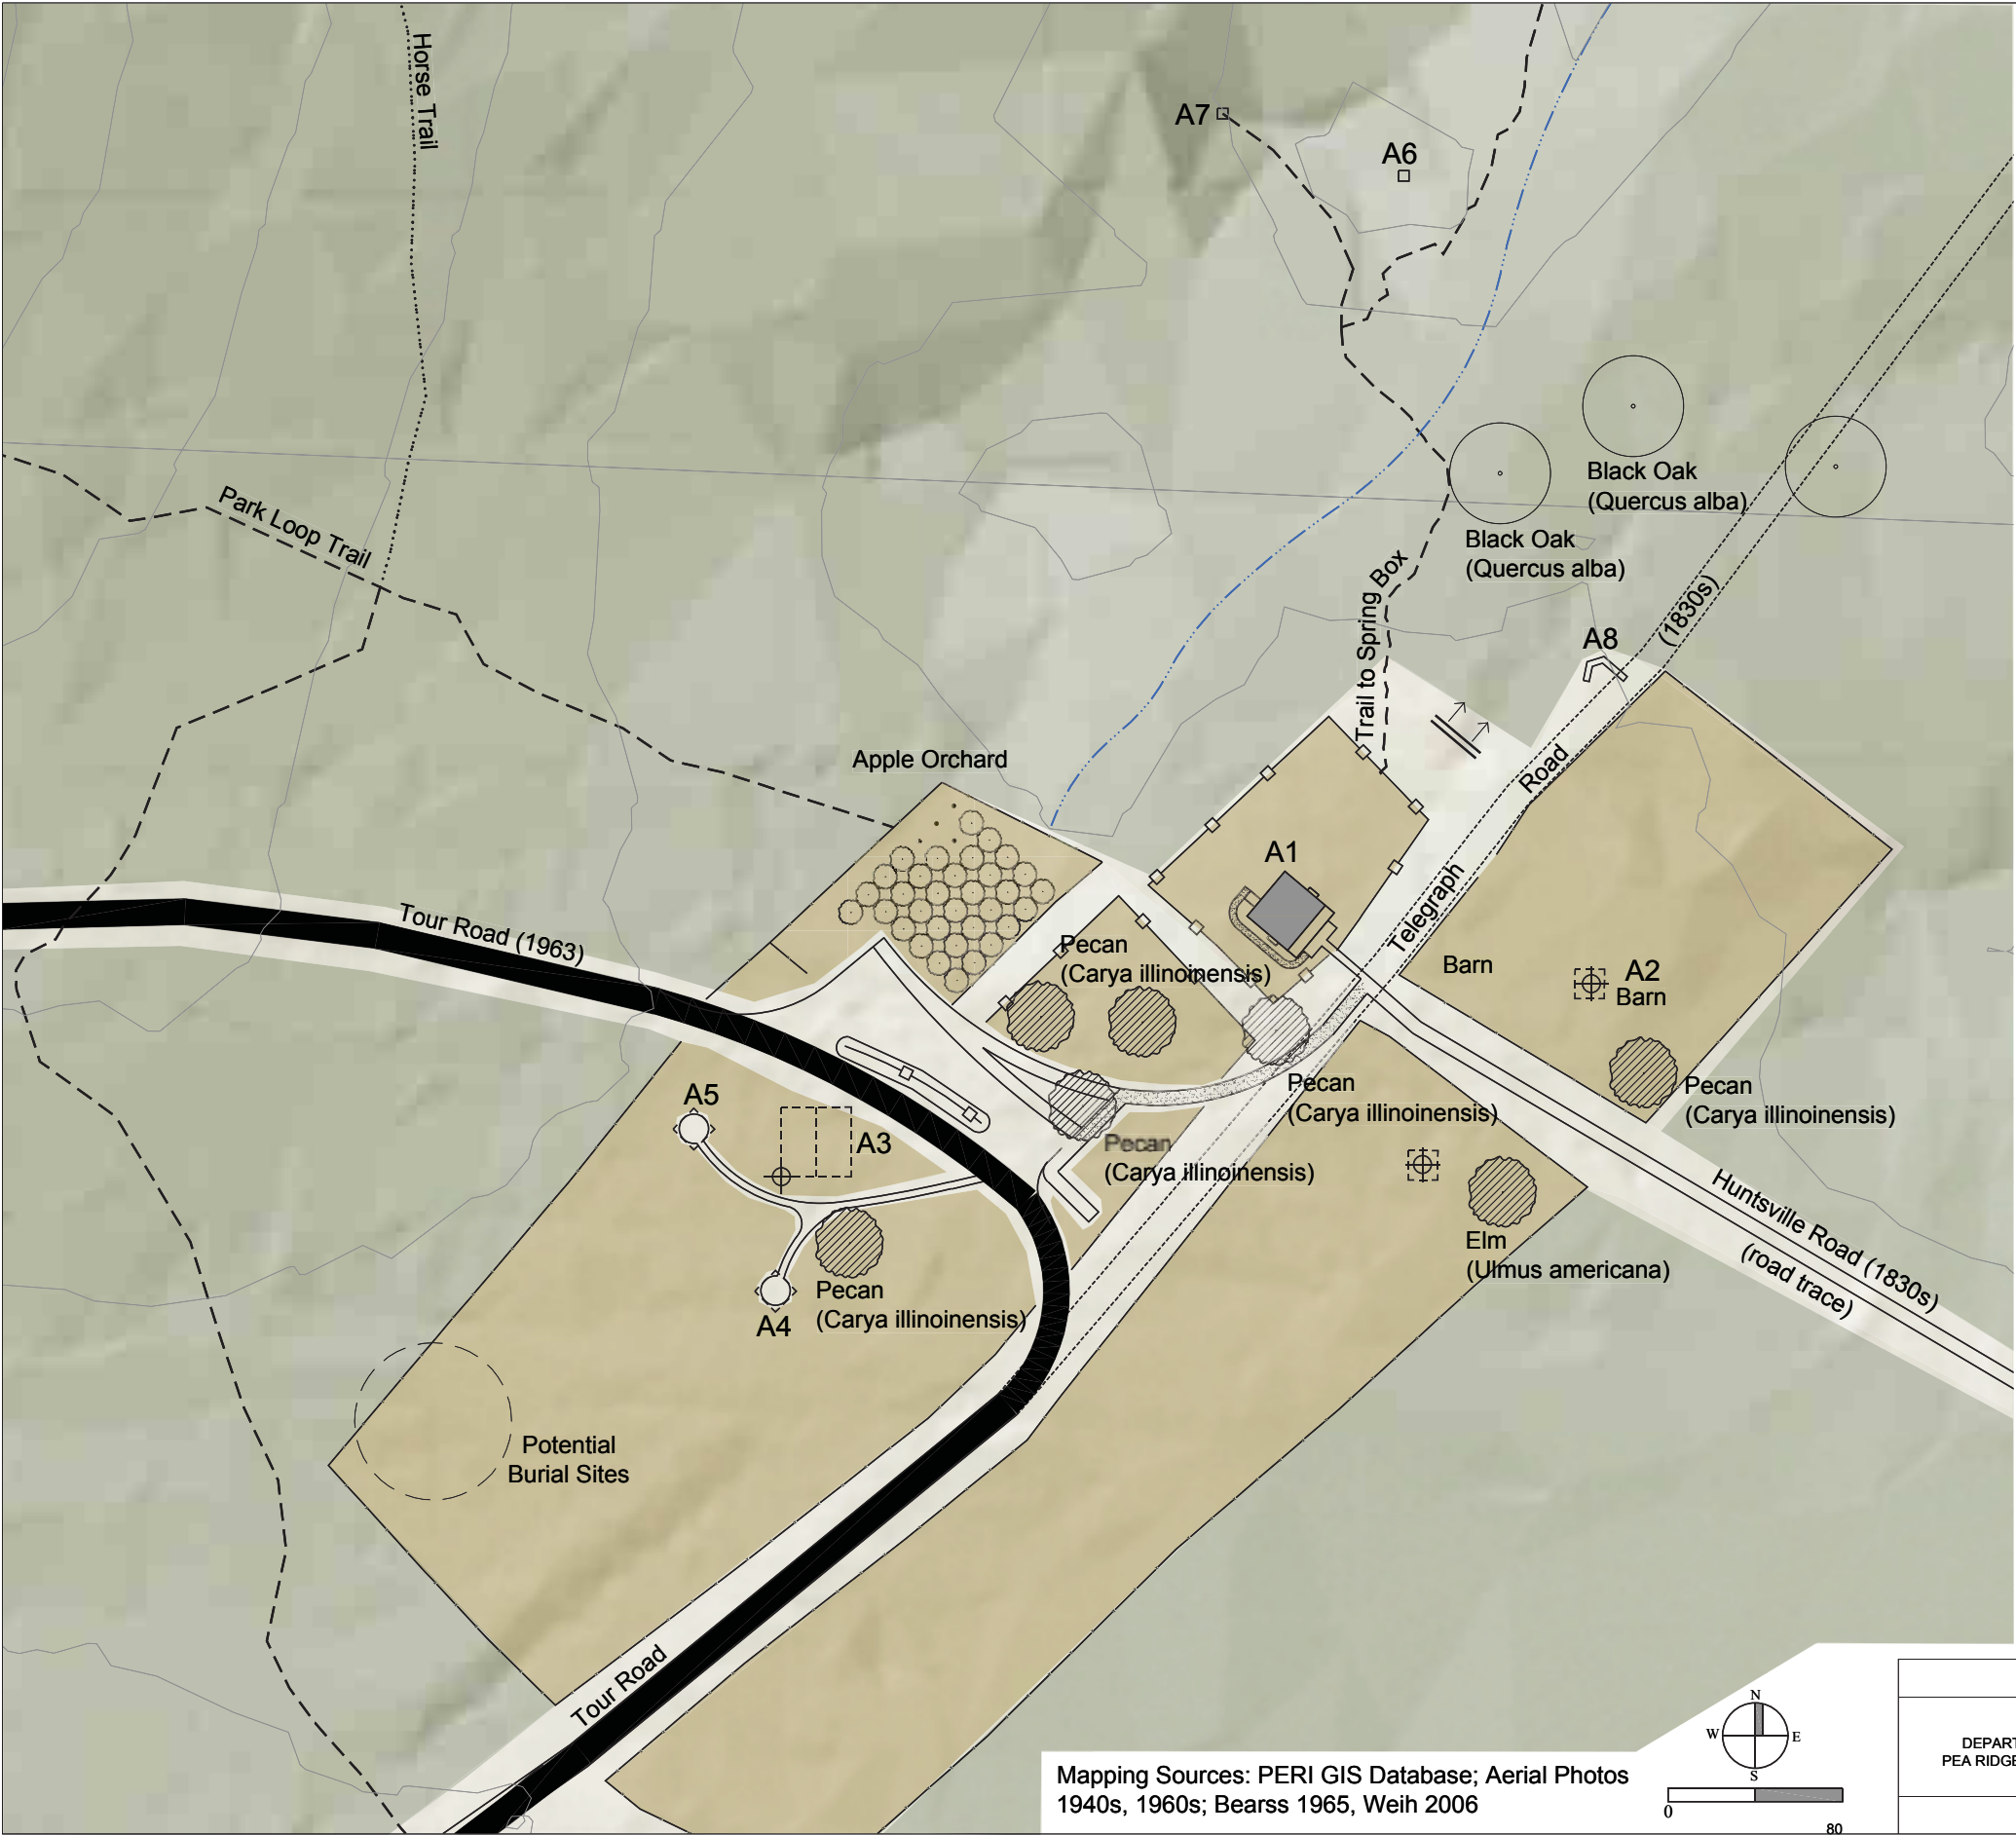 Horse Trail
A7
A6
Park Loop Trail
Black Oak
(Quercus alba)
Black Oak
(Quercus alba)
Trail to Spring Box
(1830s)
A8
Road
Apple Orchard
A1
Telegraph
Tour Road (1963)
Pecan
(Carya illinoinensis)
Barn
A2
Barn
A5
A3
Pecan
(Carya illinoinensis)
Pecan
(Carya illinoinensis)
Pecan
(Carya illinoinensis)
Huntsville Road (1830s)
(road trace)
Elm
(Ulmus americana)
Pecan
(Carya illinoinensis)
A4
Potential
Burial Sites
Tour Road
Mapping Sources: PERI GIS Database; Aerial Photos
1940s, 1960s; Bearss 1965, Weih 2006
N
W
E
S
0
80
DEPART
PEA RIDGE